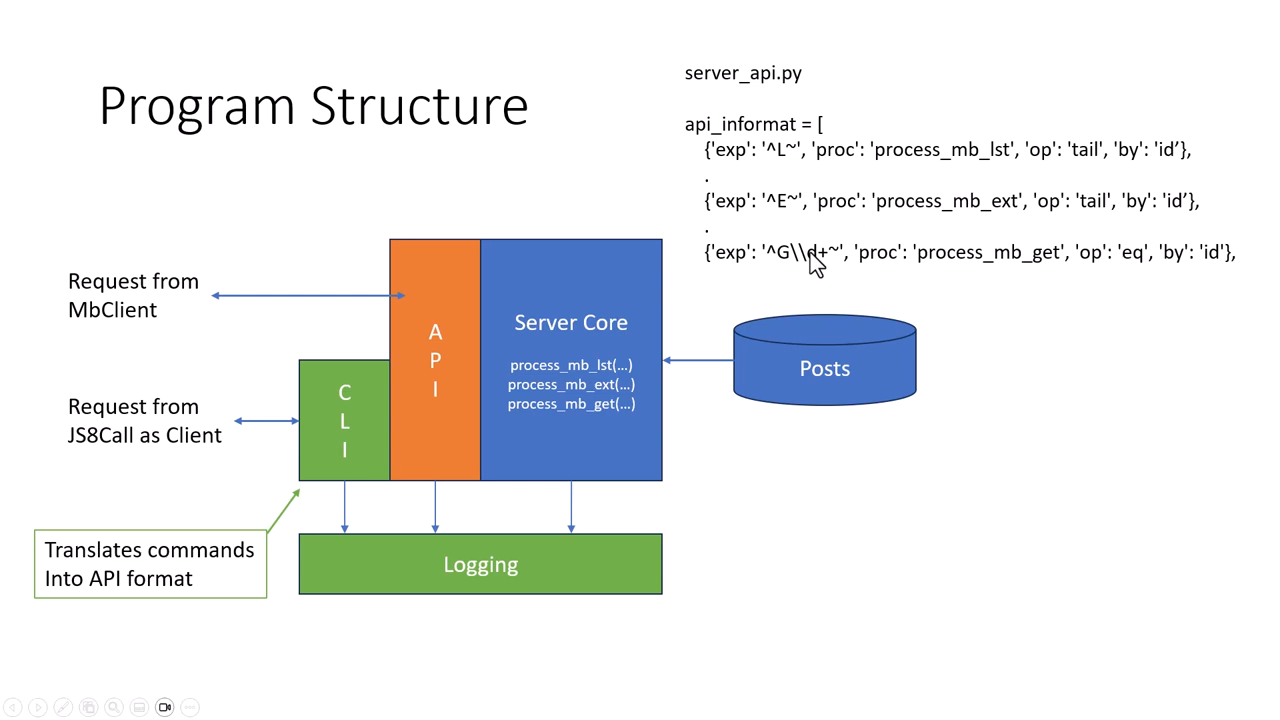 Program Structure
server_api.py
api_informat = [
{'exp': '^L~', 'proc': 'process_mb_lst', 'op': 'tail', 'by': 'id’},
.
{'exp': '^E~', 'proc': 'process_mb_ext', 'op': 'tail', 'by': 'id’},
.
{'exp': '^G\\d+~', 'proc': 'process_mb_get', 'op': 'eq', 'by': 'id'},
Request from
MbClient
Request from
JS8Call as Client
C
L
I
A
P
I
Server Core
process_mb_lst(…)
process_mb_ext(…)
process_mb_get(…)
Posts
Translates commands
Into API format
Logging